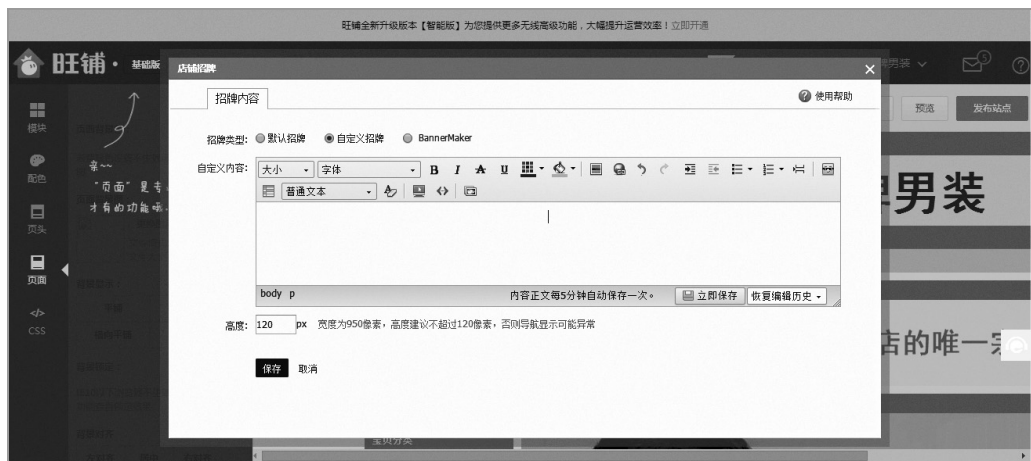 旺铺全新升级版本【智能版】为您提供更多无线高级功能，大幅提升运营效率！立即开通
旺铺 · 基础版
店铺招牌
男装
招牌内容
使用帮助
预览
发布站点
模块
招牌类型: 默认招牌 自定义招牌 BannerMaker
自定义内容: 大小 字体
B I A U
普通文本
亲~~
"页面" 是专
才有的功能哦
配色
页头
页面
CSS
牌男装
body p
内容正文每5分钟自动保存一次。
立即保存
恢复编辑历史
高度: 120 px 宽度为950像素，高度建议不超过120像素，否则导航显示可能异常
店的唯一
保存 取消
宝贝分类